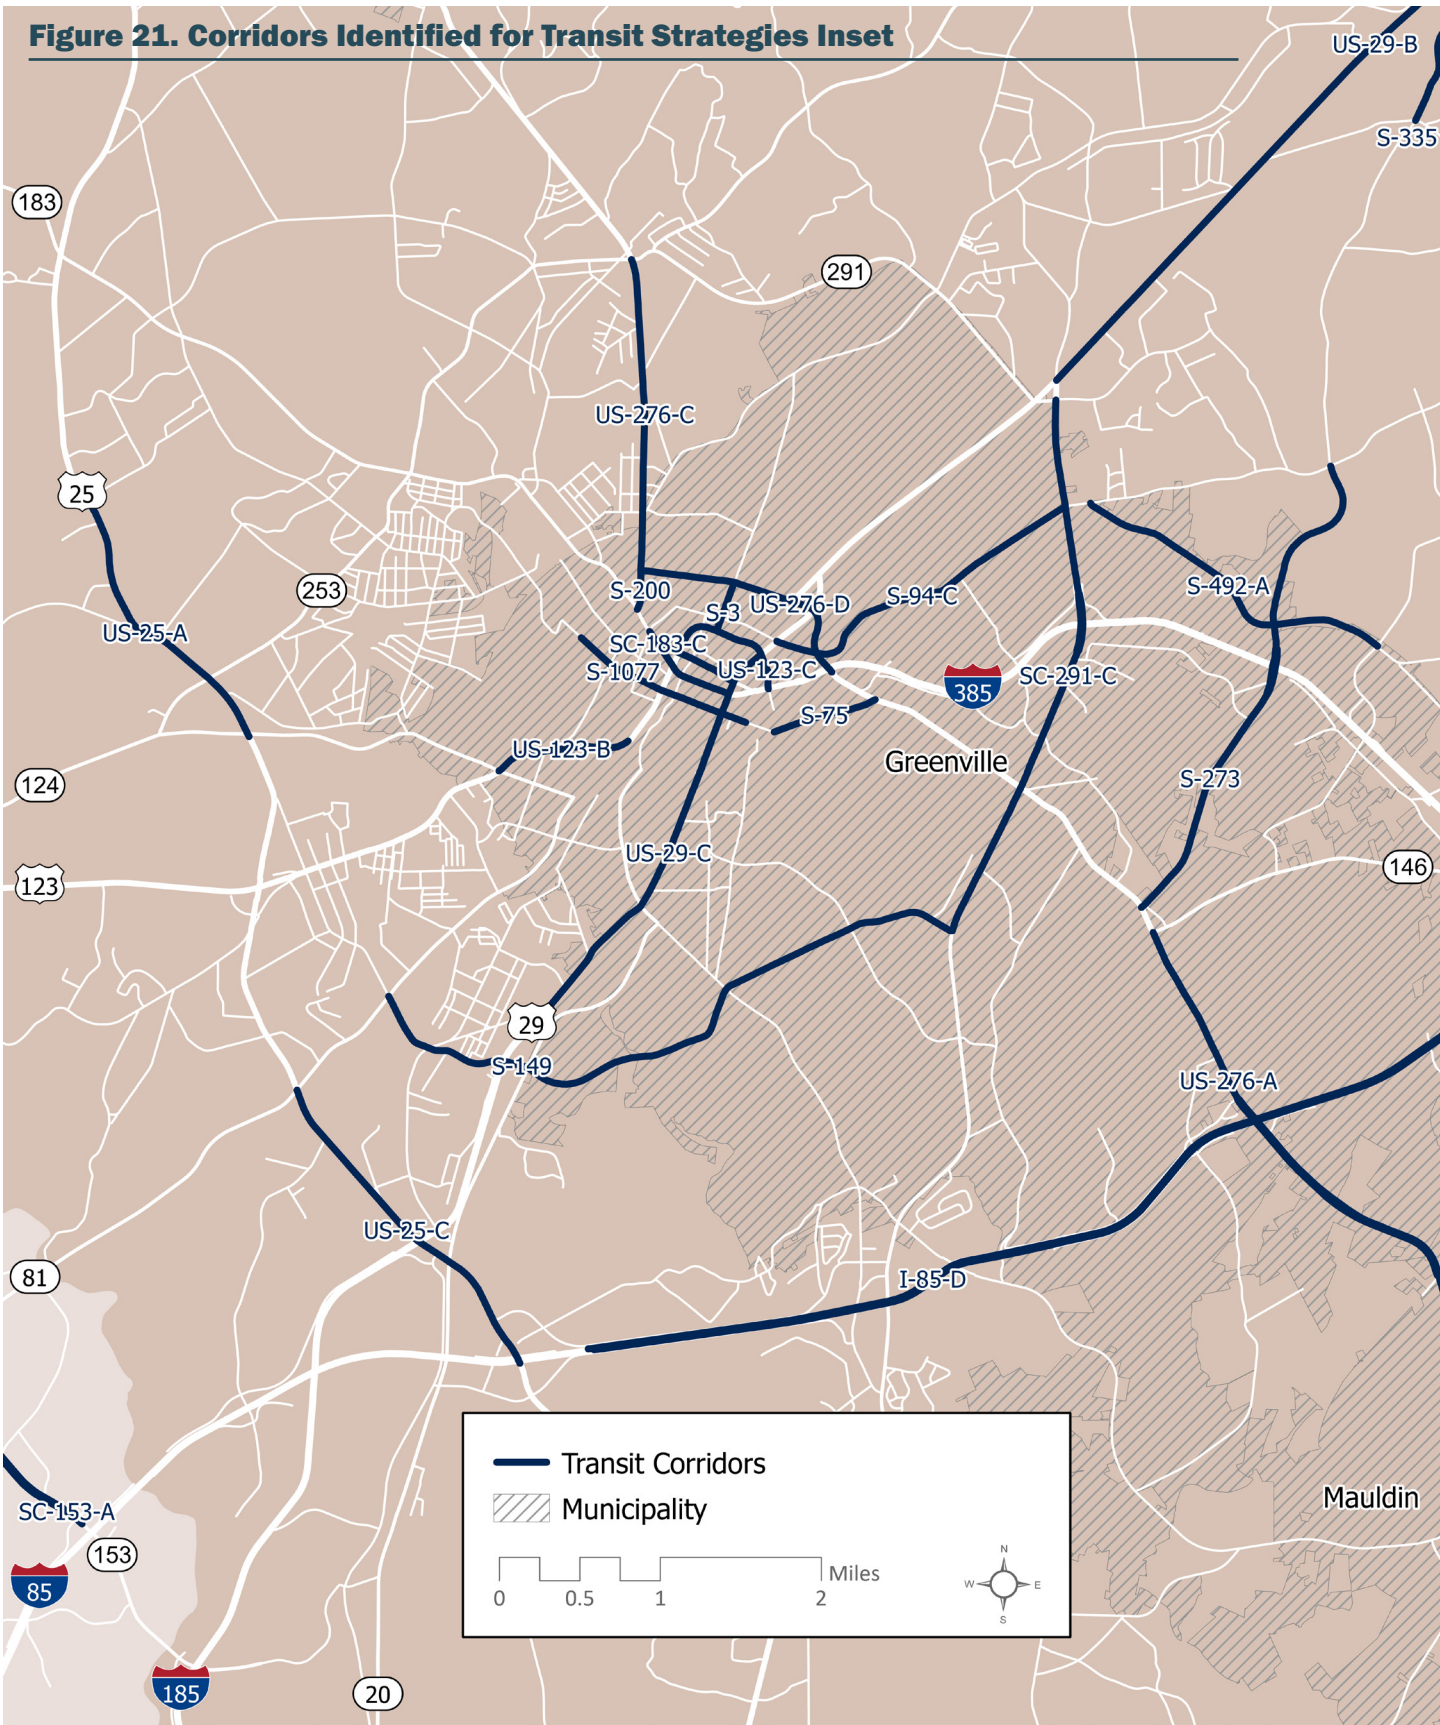 Figure 21. Corridors Identified for Transit Strategies Inset
US-29-B
S-335
183
291
US-276-C
25
253
S-200
US-276-D
S-94-C
S-492-A
S-3
US-25-A
SC-183-C
S-1077
US-123-C
385
SC-291-C
S-75
US-123-B
Greenville
S-273
124
US-29-C
146
123
29
S-149
US-276-A
US-25-C
81
I-85-D
Transit Corridors
Mauldin
SC-153-A
Municipality
153
N
Miles
W E
85
0 0.5 1 2
S
185
20